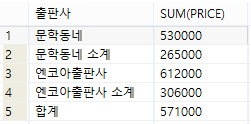 출판사 SUM(PRICE)
1 문학동네 530000
2 문학동네 소계 265000
3 엔코아출판사 612000
4 엔코아출판사 소계 306000
5 합계 571000